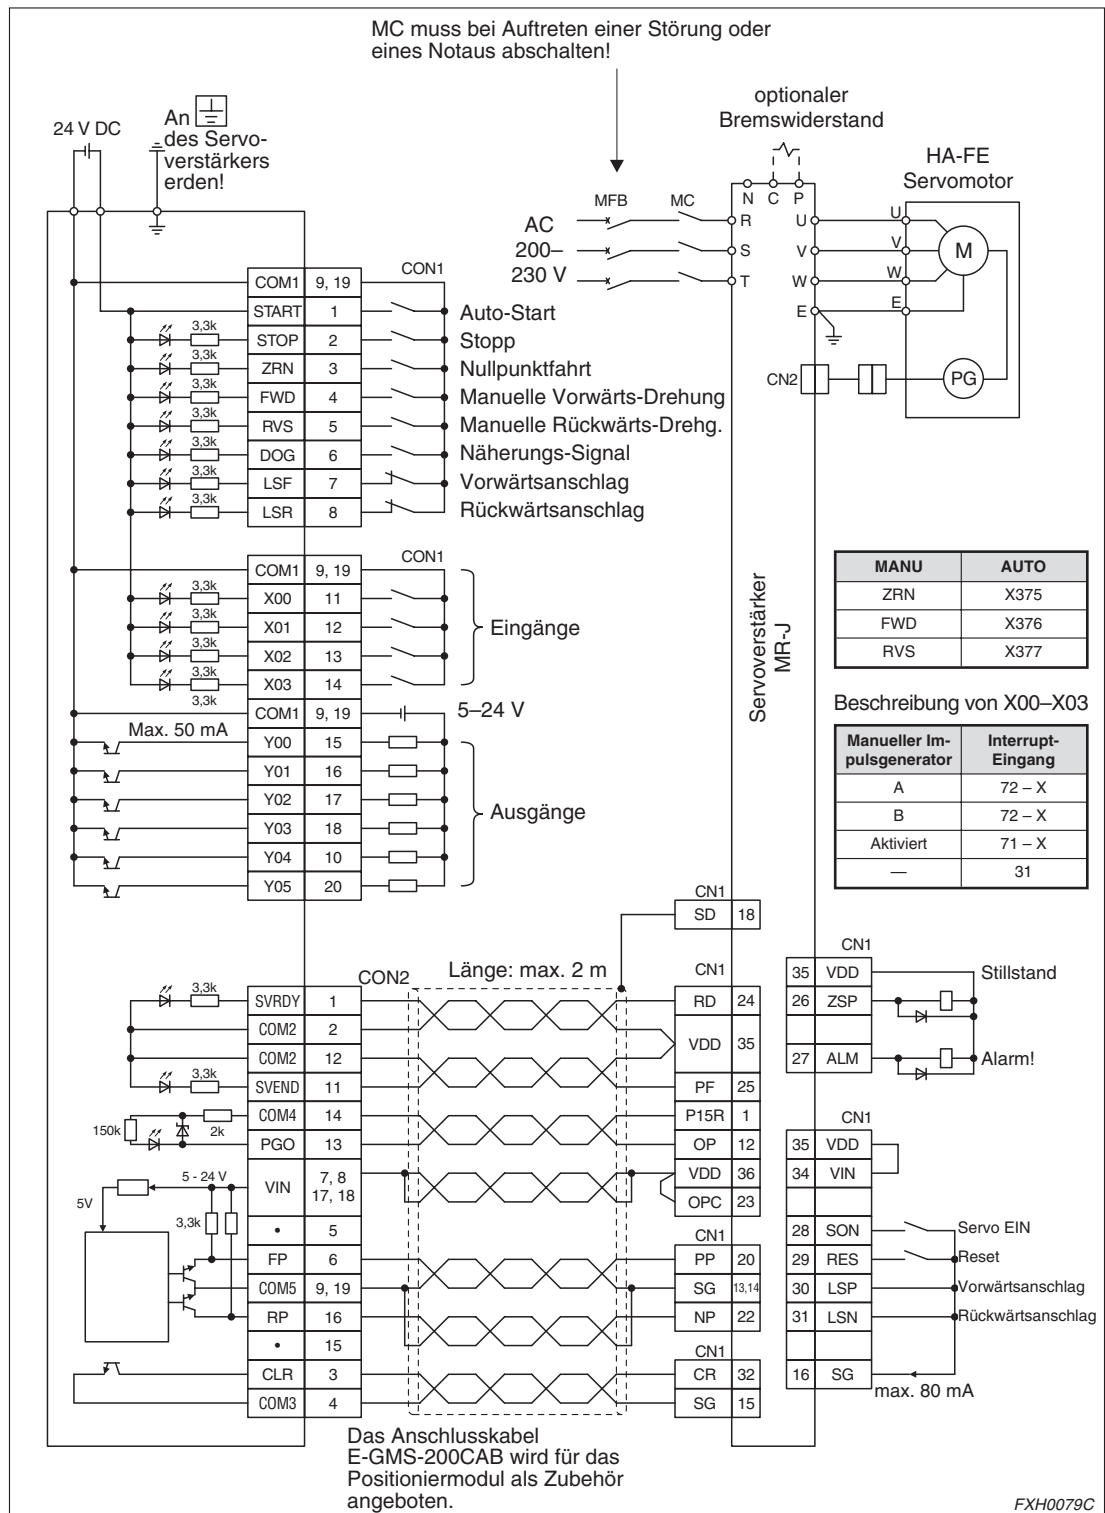 MC muss bei Auftreten einer Störung oder
eines Notaus abschalten!
24 V DC
An
des Servo-
verstärkers
erden!
optionaler
Bremswiderstand
HA-FE
Servomotor
MFB MC
N C P
AC
200–
230 V
R U U
S V V M
T W W
E E
CN2 PG
CON1
COM1 9, 19
START 1 Auto-Start
3,3k STOP 2 Stopp
3,3k ZRN 3 Nullpunktfahrt
3,3k FWD 4 Manuelle Vorwärts-Drehung
3,3k RVS 5 Manuelle Rückwärts-Drehg.
3,3k DOG 6 Näherungs-Signal
3,3k LSF 7 Vorwärtsanschlag
3,3k LSR 8 Rückwärtsanschlag
CON1
COM1 9, 19
3,3k X00 11
3,3k X01 12 Eingänge
3,3k X02 13
3,3k X03 14
COM1 9, 19 5–24 V
Max. 50 mA Y00 15
Y01 16
Y02 17
Y03 18 Ausgänge
Y04 10
Y05 20
Servoverstärker
MR-J
MANU AUTO
ZRN X375
FWD X376
RVS X377
Beschreibung von X00–X03
Manueller Im-
pulsgenerator
Interrupt-
Eingang
A 72 – X
B 72 – X
Aktiviert 71 – X
— 31
CON2
Länge: max. 2 m
3,3k SVRDY 1
COM2 2
COM2 12
3,3k SVEND 11
150k 2k COM4 14
PGO 13
5 - 24 V VIN 7, 8
17, 18
5V
3,3k • 5
FP 6
COM5 9, 19
RP 16
• 15
CLR 3
COM3 4
CN1
SD 18
CN1
RD 24
VDD 35
PF 25
P15R 1
OP 12
VDD 36
OPC 23
CN1
PP 20
SG 13,14
NP 22
CN1
CR 32
SG 15
CN1
35 VDD Stillstand
26 ZSP
27 ALM Alarm!
CN1
35 VDD
34 VIN
28 SON Servo EIN
29 RES Reset
30 LSP Vorwärtsanschlag
31 LSN Rückwärtsanschlag
16 SG max. 80 mA
Das Anschlusskabel
E-GMS-200CAB wird für das
Positioniermodul als Zubehör
angeboten.
FXH0079C